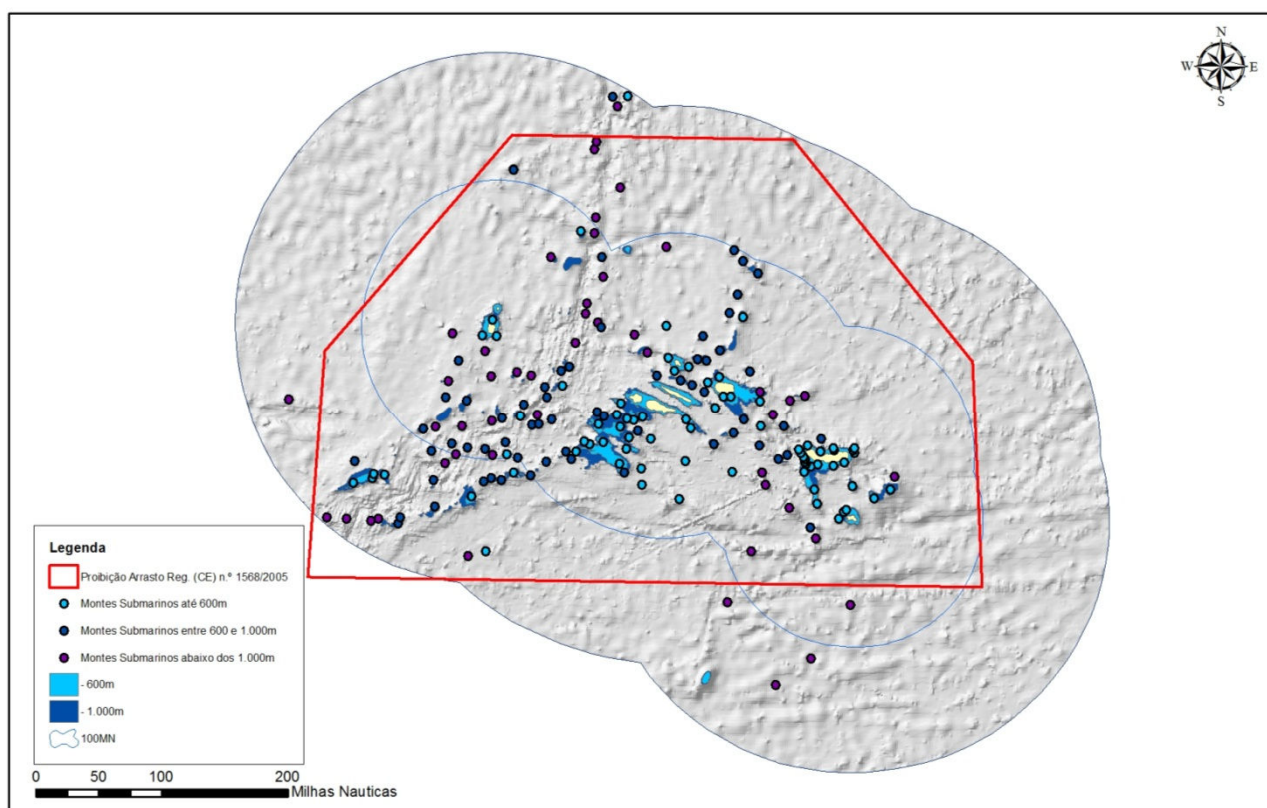 N
W E
S
Legenda
Proibição Arrasto Reg. (CE) n.º 1568/2005
Montes Submarinos até 600m
Montes Submarinos entre 600 e 1.000m
Montes Submarinos abaixo dos 1.000m
- 600m
- 1.000m
100MN
0 50 100 200
Milhas Nauticas